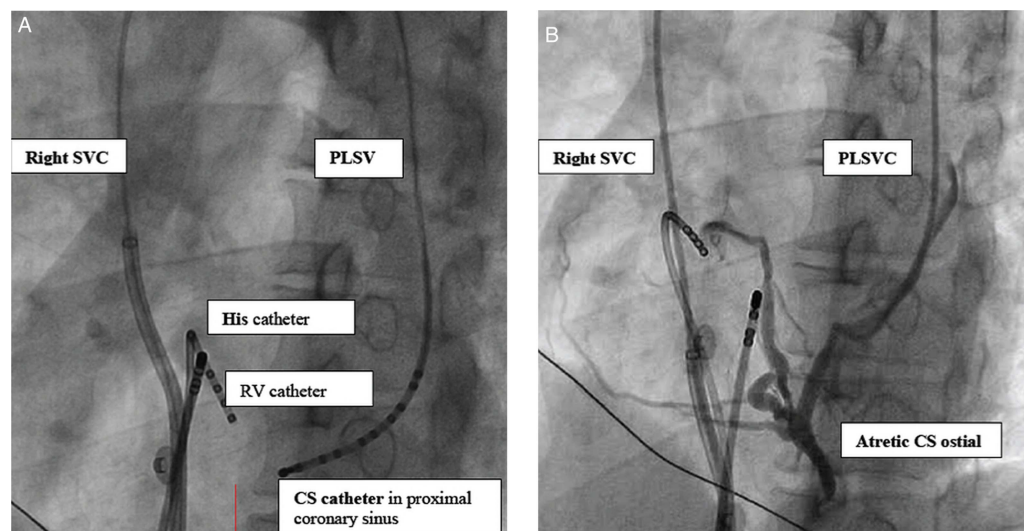 A
Right SVC
PLSV
His catheter
RV catheter
CS catheter in proximal
coronary sinus
B
Right SVC
PLSVC
Atretic CS ostial